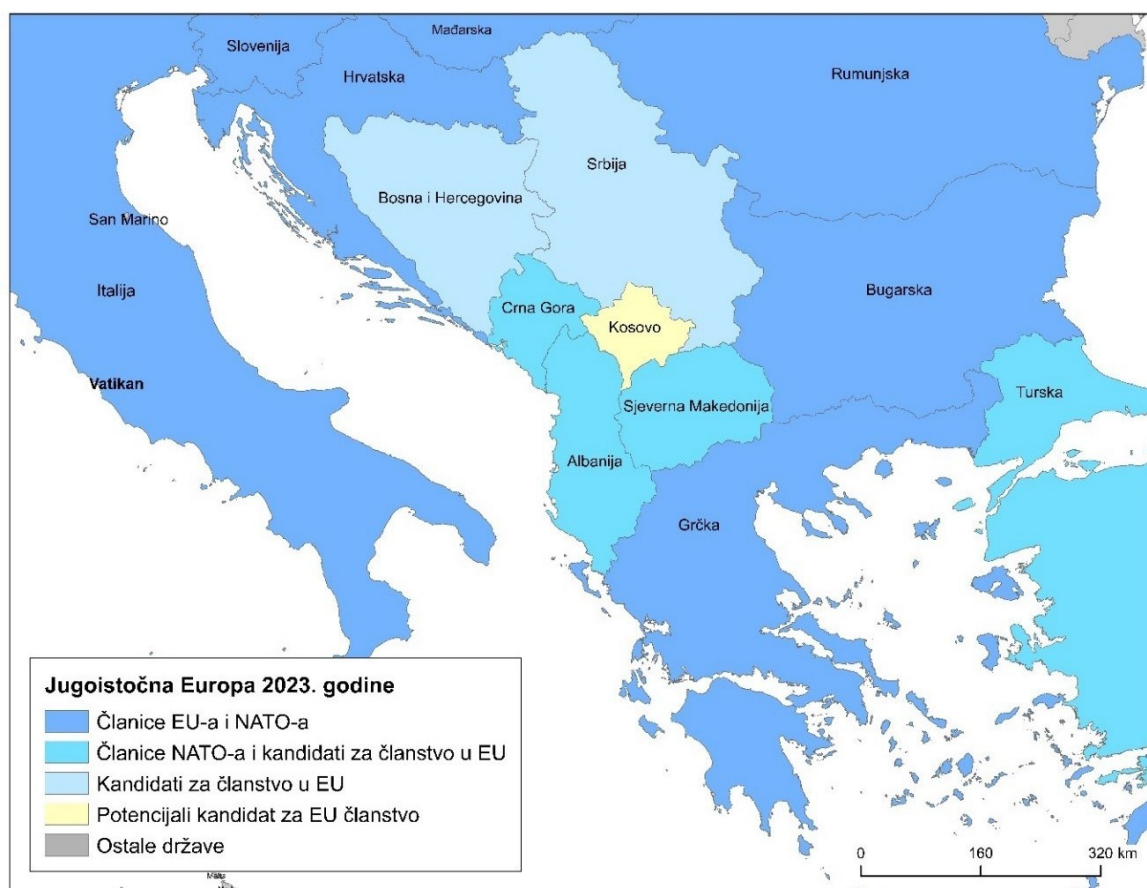 Mađarska
Slovenija
Hrvatska
Rumunjska
Srbija
Bosna i Hercegovina
San Marino
Italija
Crna Gora
Bugarska
Kosovo
Vatikan
Turska
Sjeverna Makedonija
Albanija
Grčka
Jugoistočna Europa 2023. godine
Članice EU-a i NATO-a
Članice NATO-a i kandidati za članstvo u EU
Kandidati za članstvo u EU
Potencijali kandidat za EU članstvo
Ostale države
0 160 320 km